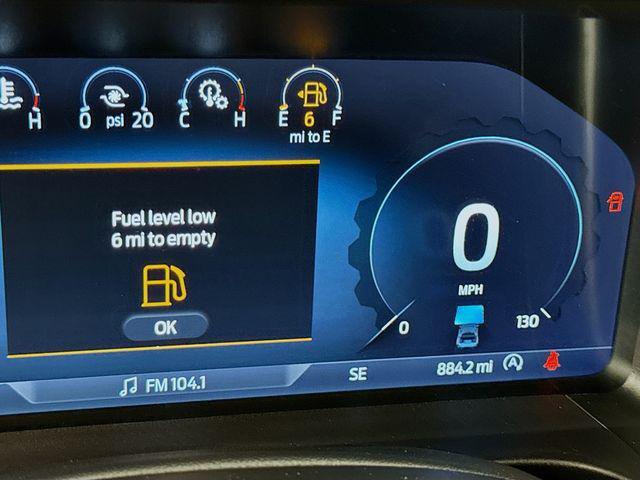 H
0 psi 20
C H
E 6 F
mi to E
Fuel level low
6 mi to empty
OK
0
MPH
0 130
FM 104.1
SE
884.2 mi A